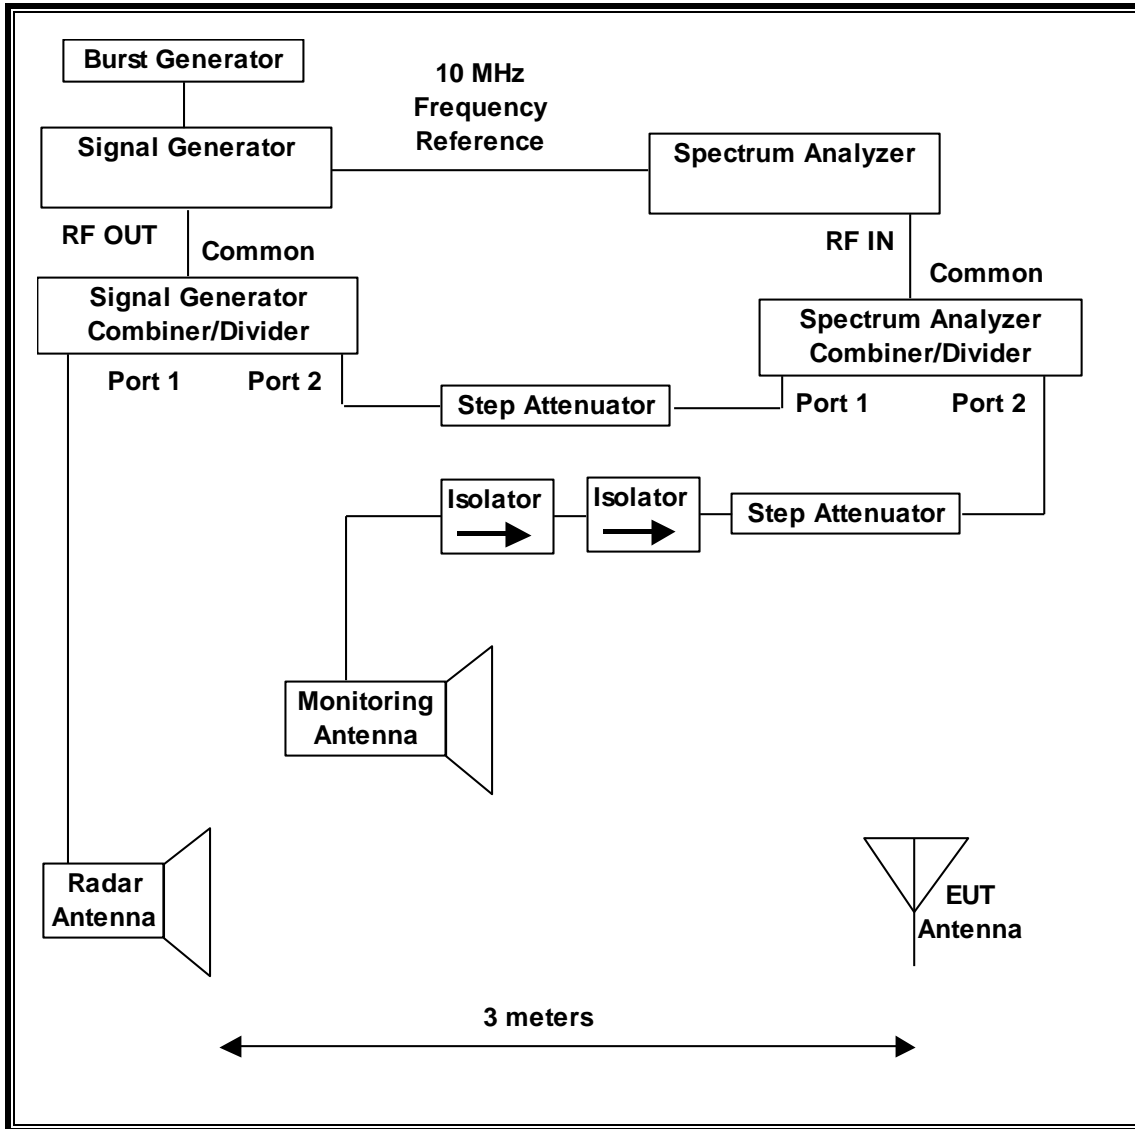 Burst Generator
10 MHz
Frequency
Reference
Signal Generator
Spectrum Analyzer
RF OUT
Common
RF IN
Common
Signal Generator
Combiner/Divider
Spectrum Analyzer
Combiner/Divider
Port 1
Port 2
Step Attenuator
Port 1
Port 2
Isolator
Isolator
Step Attenuator
Monitoring
Antenna
Radar
Antenna
EUT
Antenna
3 meters